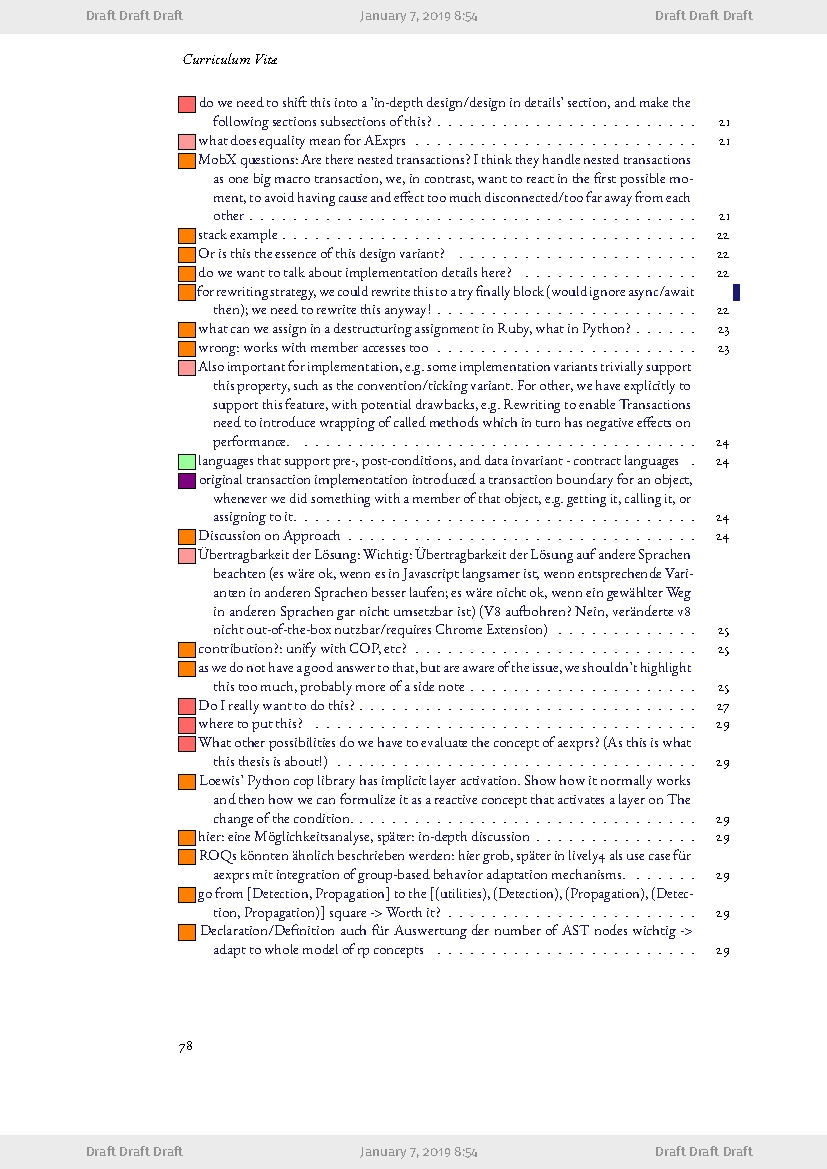 Draft Draft Draft January 7, 2019 8:54 Draft Draft Draft
Curriculum Vitæ
do we need to shift this into a 'in-depth design/design in details' section, and make the
following sections subsections of this? . . . . . . . . . . . . . . . . . . . . . . . . . 21
what does equality mean for AExprs . . . . . . . . . . . . . . . . . . . . . . . . . . 21
MobX questions: Are there nested transactions? I think they handle nested transactions
as one big macro transaction, we, in contrast, want to react in the first possible mo-
ment, to avoid having cause and effect too much disconnected/too far away from each
other . . . . . . . . . . . . . . . . . . . . . . . . . . . . . . . . . . . . . . . . . 21
stack example . . . . . . . . . . . . . . . . . . . . . . . . . . . . . . . . . . . . . . 22
Or is this the essence of this design variant? . . . . . . . . . . . . . . . . . . . . . . 22
do we want to talk about implementation details here? . . . . . . . . . . . . . . . . 22
for rewriting strategy, we could rewrite this to a try finally block (would ignore async/await
then); we need to rewrite this anyway! . . . . . . . . . . . . . . . . . . . . . . . . 22
what can we assign in a destructuring assignment in Ruby, what in Python? . . . . . . 23
wrong: works with member accesses too . . . . . . . . . . . . . . . . . . . . . . . . 23
Also important for implementation, e.g. some implementation variants trivially support
this property, such as the convention/ticking variant. For other, we have explicitly to
support this feature, with potential drawbacks, e.g. Rewriting to enable Transactions
need to introduce wrapping of called methods which in turn has negative effects on
performance. . . . . . . . . . . . . . . . . . . . . . . . . . . . . . . . . . . . . 24
languages that support pre-, post-conditions, and data invariant - contract languages . 24
original transaction implementation introduced a transaction boundary for an object,
whenever we did something with a member of that object, e.g. getting it, calling it, or
assigning to it. . . . . . . . . . . . . . . . . . . . . . . . . . . . . . . . . . . . . 24
Discussion on Approach . . . . . . . . . . . . . . . . . . . . . . . . . . . . . . . . 24
Übertragbarkeit der Lösung: Wichtig: Übertragbarkeit der Lösung auf andere Sprachen
beachten (es wäre ok, wenn es in Javascript langsamer ist, wenn entsprechende Vari-
anten in anderen Sprachen besser laufen; es wäre nicht ok, wenn ein gewählter Weg
in anderen Sprachen gar nicht umsetzbar ist) (V8 aufbohren? Nein, veränderte v8
nicht out-of-the-box nutzbar/requires Chrome Extension) . . . . . . . . . . . . . 25
contribution?: unify with COP, etc? . . . . . . . . . . . . . . . . . . . . . . . . . . 25
as we do not have a good answer to that, but are aware of the issue, we shouldn't highlight
this too much, probably more of a side note . . . . . . . . . . . . . . . . . . . . . 25
Do I really want to do this? . . . . . . . . . . . . . . . . . . . . . . . . . . . . . . . 27
where to put this? . . . . . . . . . . . . . . . . . . . . . . . . . . . . . . . . . . . 29
What other possibilities do we have to evaluate the concept of aexprs? (As this is what
this thesis is about!) . . . . . . . . . . . . . . . . . . . . . . . . . . . . . . . . . 29
Loewis' Python cop library has implicit layer activation. Show how it normally works
and then how we can formulize it as a reactive concept that activates a layer on The
change of the condition. . . . . . . . . . . . . . . . . . . . . . . . . . . . . . . . 29
hier: eine Möglichkeitsanalyse, später: in-depth discussion . . . . . . . . . . . . . . . 29
ROQs könnten ähnlich beschrieben werden: hier grob, später in lively4 als use case für
aexprs mit integration of group-based behavior adaptation mechanisms. . . . . . . 29
go from [Detection, Propagation] to the [(utilities), (Detection), (Propagation), (Detec-
tion, Propagation)] square -> Worth it? . . . . . . . . . . . . . . . . . . . . . . . 29
Declaration/Definition auch für Auswertung der number of AST nodes wichtig ->
adapt to whole model of rp concepts . . . . . . . . . . . . . . . . . . . . . . . . 29
78
Draft Draft Draft January 7, 2019 8:54 Draft Draft Draft